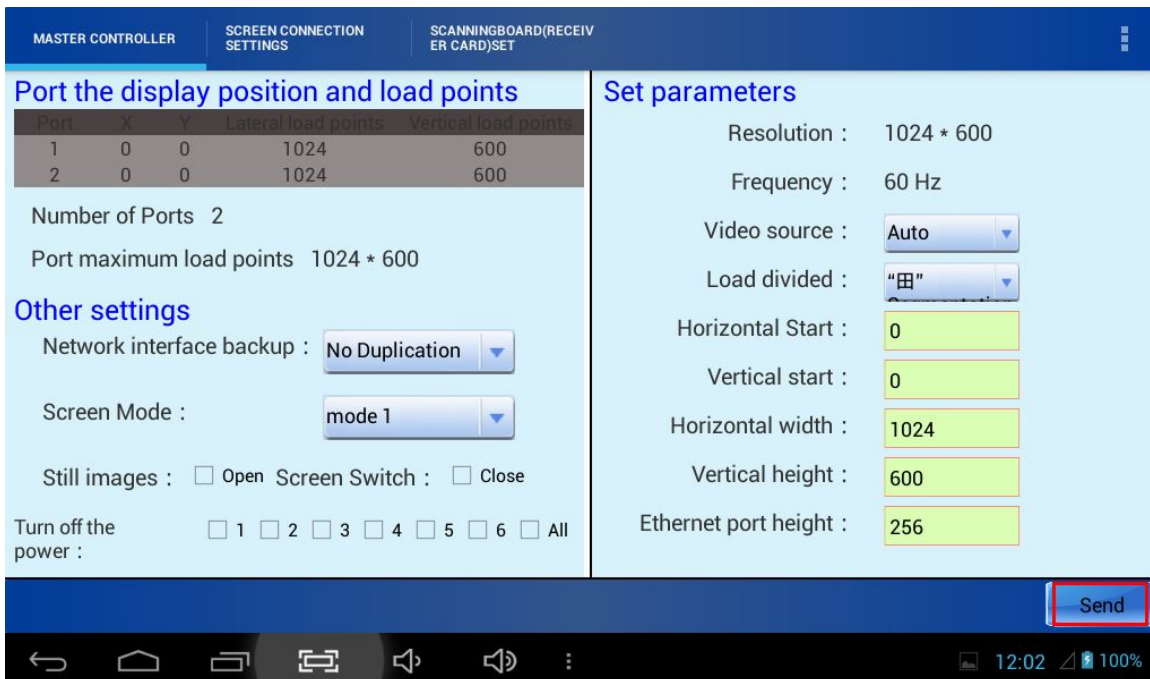 MASTER CONTROLLER
SCREEN CONNECTION
SETTINGS
SCANNINGBOARD(RECEIV
ER CARD)SET
Port the display position and load points
Port X Y Lateral load points Vertical load points
1 0 0 1024 600
2 0 0 1024 600
Number of Ports 2
Port maximum load points 1024 * 600
Other settings
Network interface backup : No Duplication
Screen Mode : mode 1
Still images : Open Screen Switch : Close
Turn off the
power :
1 2 3 4 5 6 All
Set parameters
Resolution : 1024 * 600
Frequency : 60 Hz
Video source : Auto
Load divided : “田”
Horizontal Start : 0
Vertical start : 0
Horizontal width : 1024
Vertical height : 600
Ethernet port height : 256
Send
12:02 100%